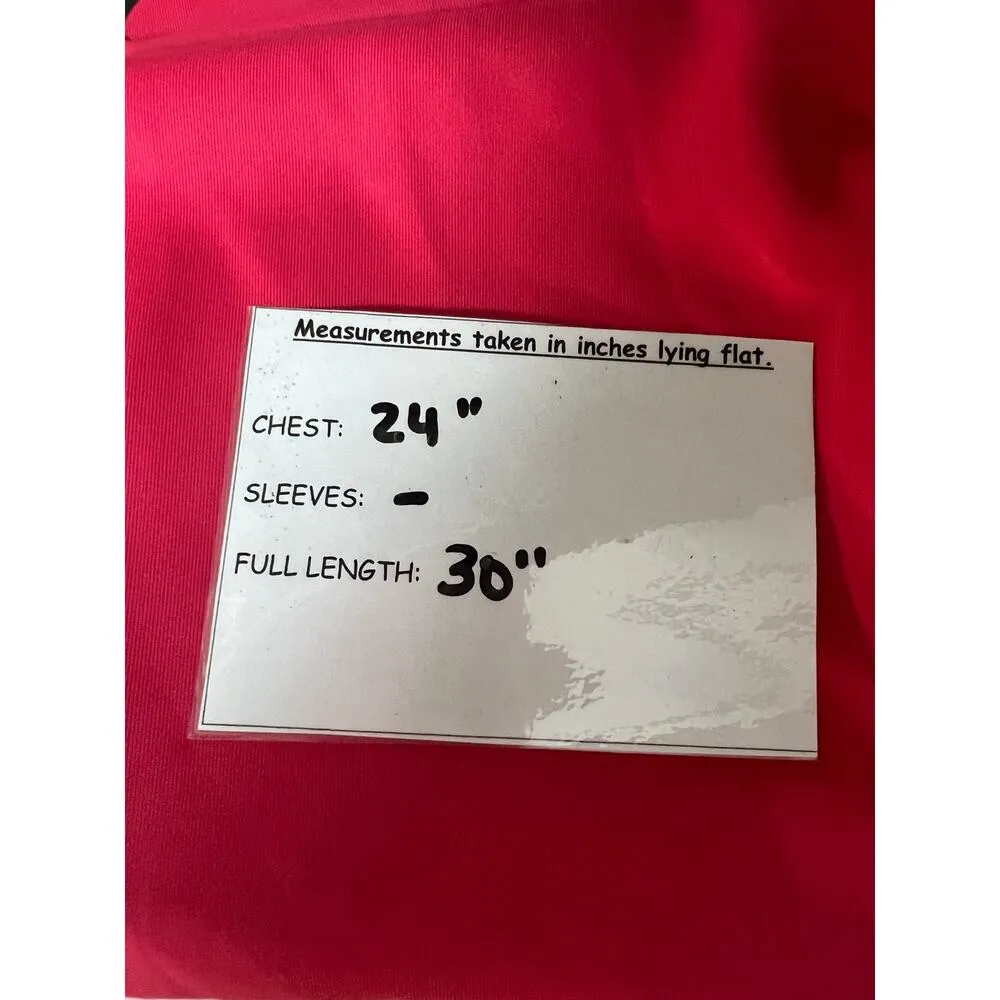 Measurements taken in inches lying flat.
CHEST: 24"
SLEEVES: -
FULL LENGTH: 30"